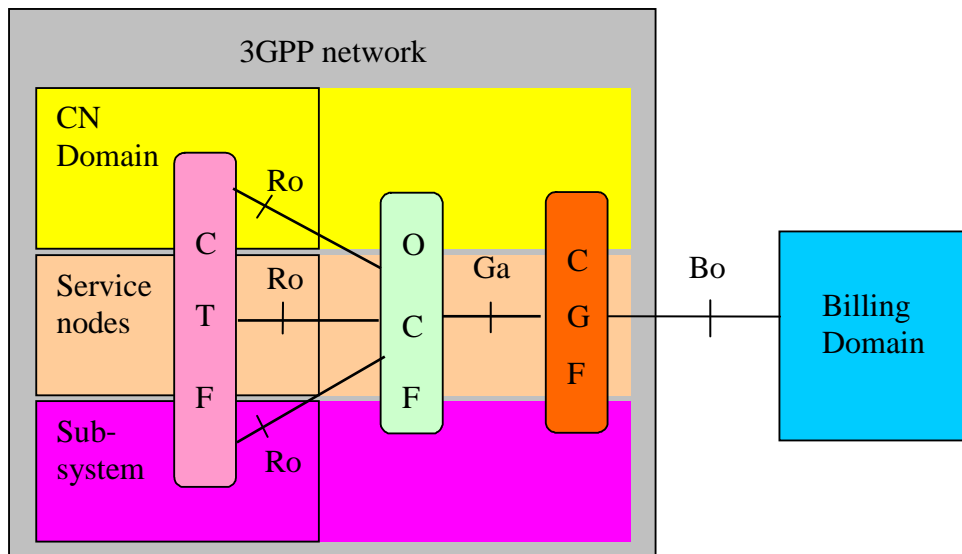 3GPP network
CN
Domain
Ro
C
T
F
Service
nodes
Ro
Sub-
system
Ro
O
C
F
Ga
C
G
F
Bo
Billing
Domain